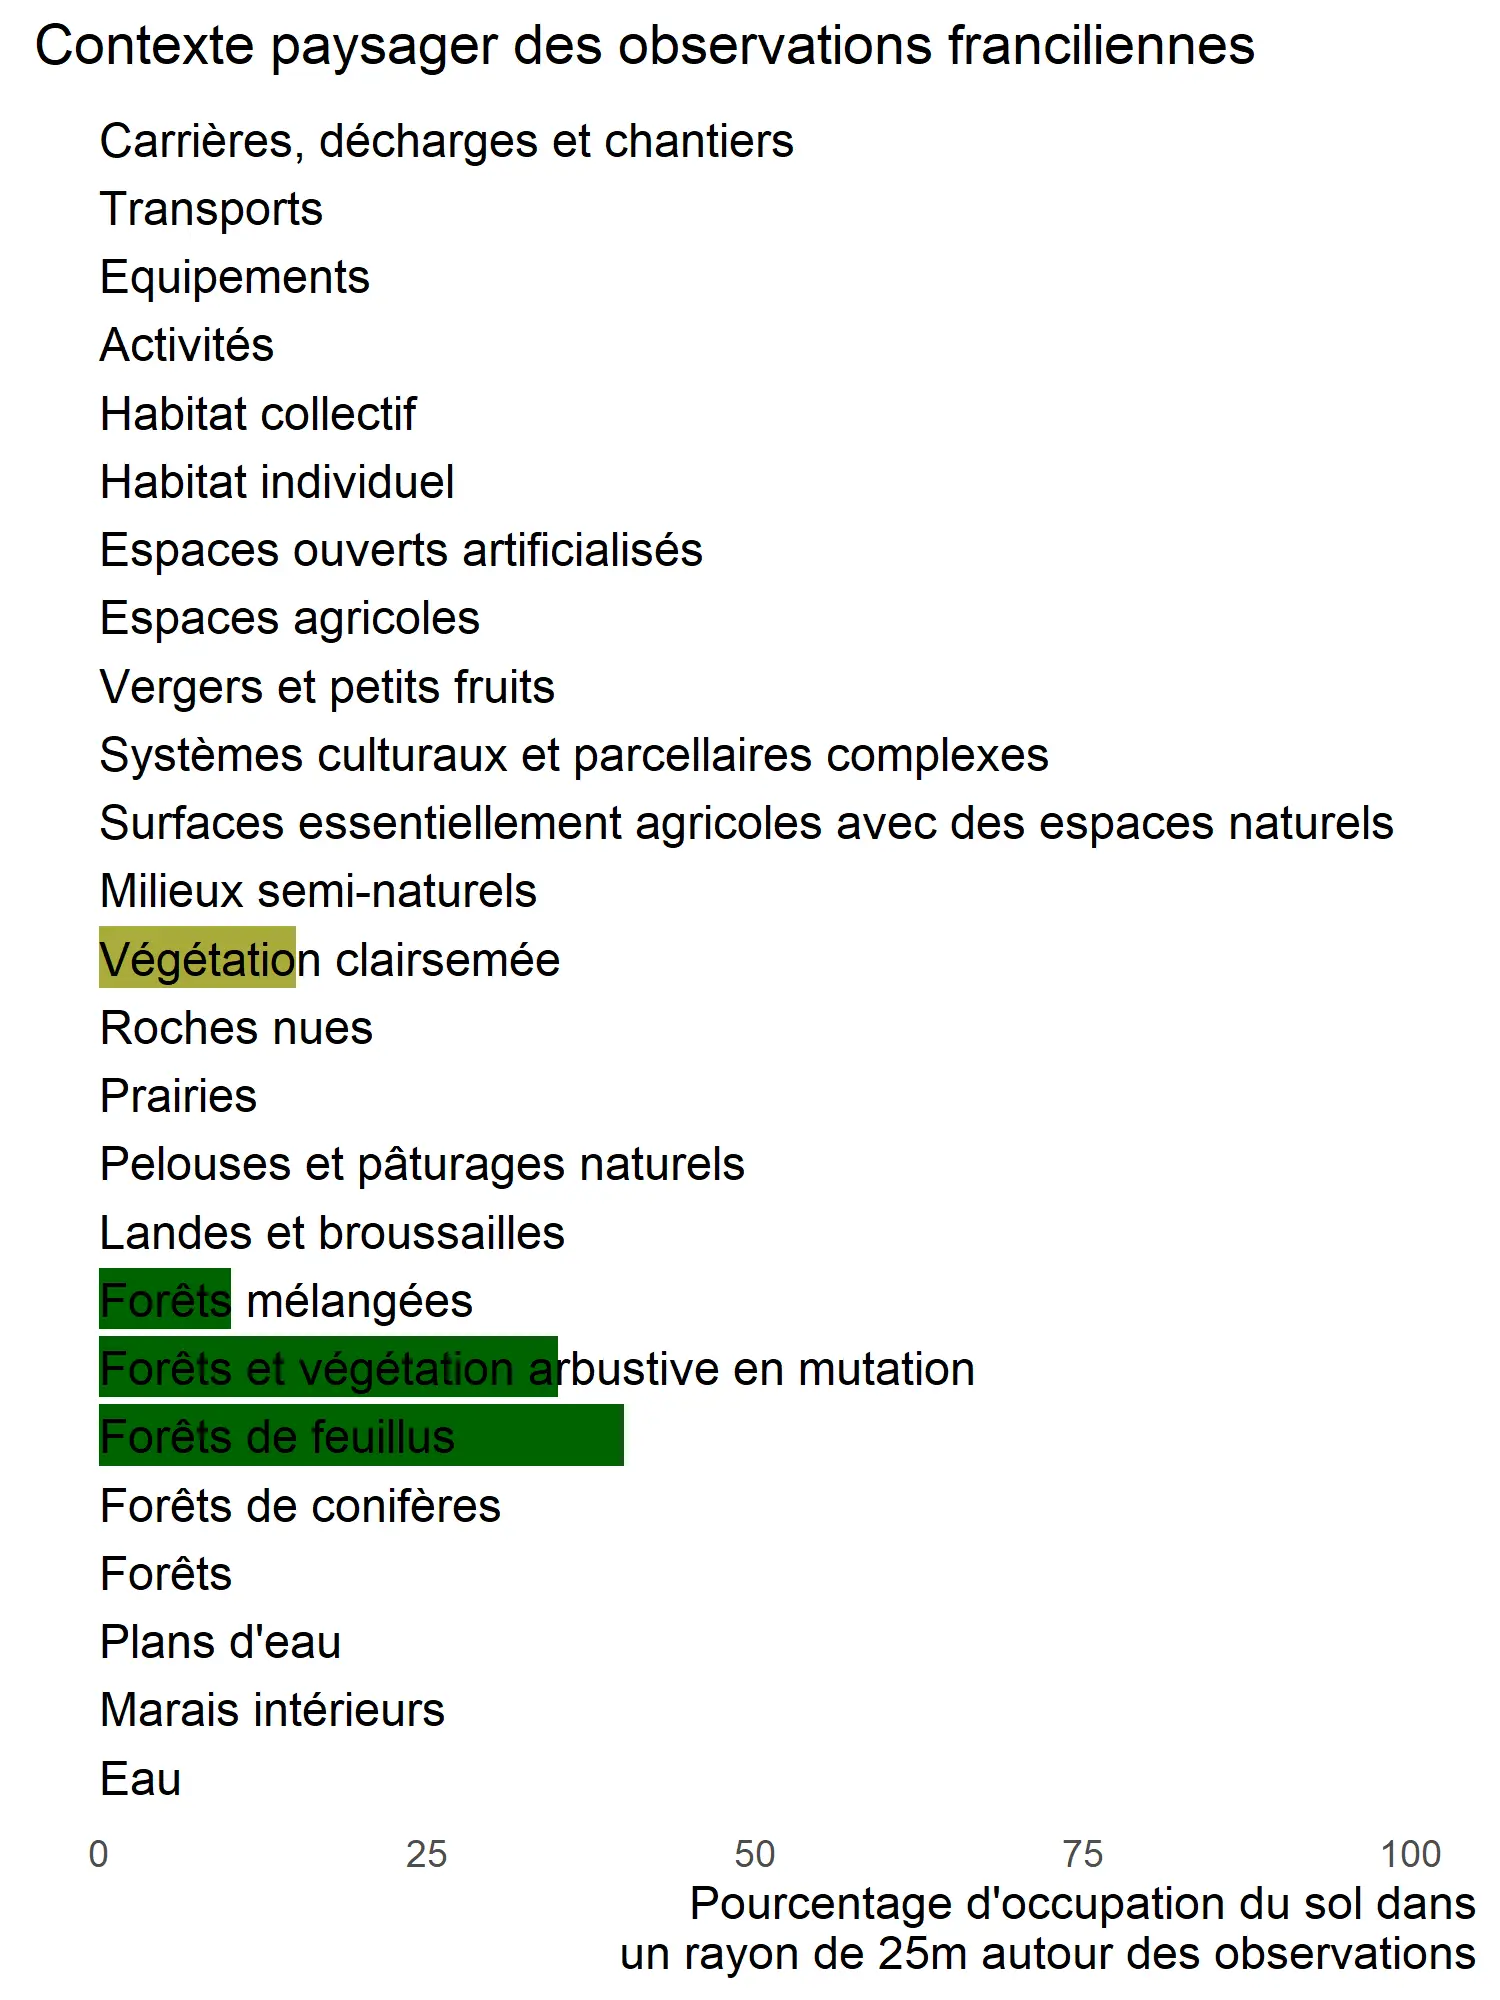 Contexte paysager des observations franciliennes
Carrières, décharges et chantiers
Transports
Equipements
Activités
Habitat collectif
Habitat individuel
Espaces ouverts artificialisés
Espaces agricoles
Vergers et petits fruits
Systèmes culturaux et parcellaires complexes
Surfaces essentiellement agricoles avec des espaces naturels
Milieux semi-naturels
Végétation clairsemée
Roches nues
Prairies
Pelouses et pâturages naturels
Landes et broussailles
Forêts mélangées
Forêts et végétation arbustive en mutation
Forêts de feuillus
Forêts de conifères
Forêts
Plans d'eau
Marais intérieurs
Eau
0 25 50 75 100
Pourcentage d'occupation du sol dans
un rayon de 25m autour des observations